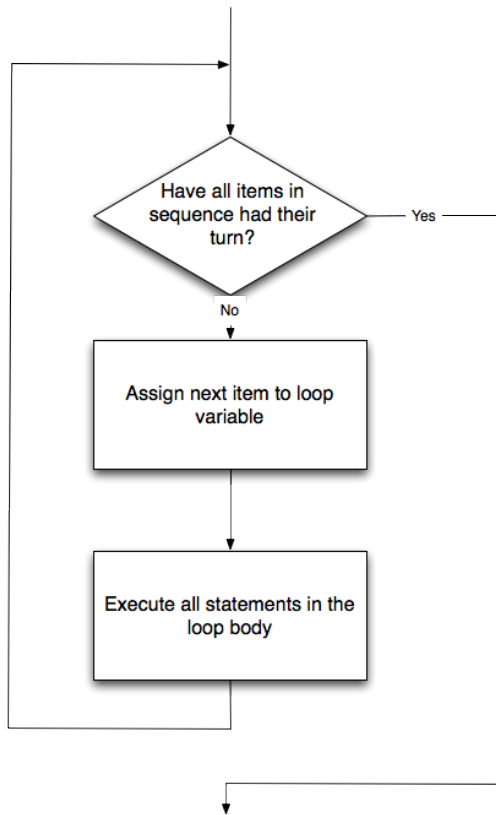 Have all items in
sequence had their
turn?
Yes
No
Assign next item to loop
variable
Execute all statements in the
loop body